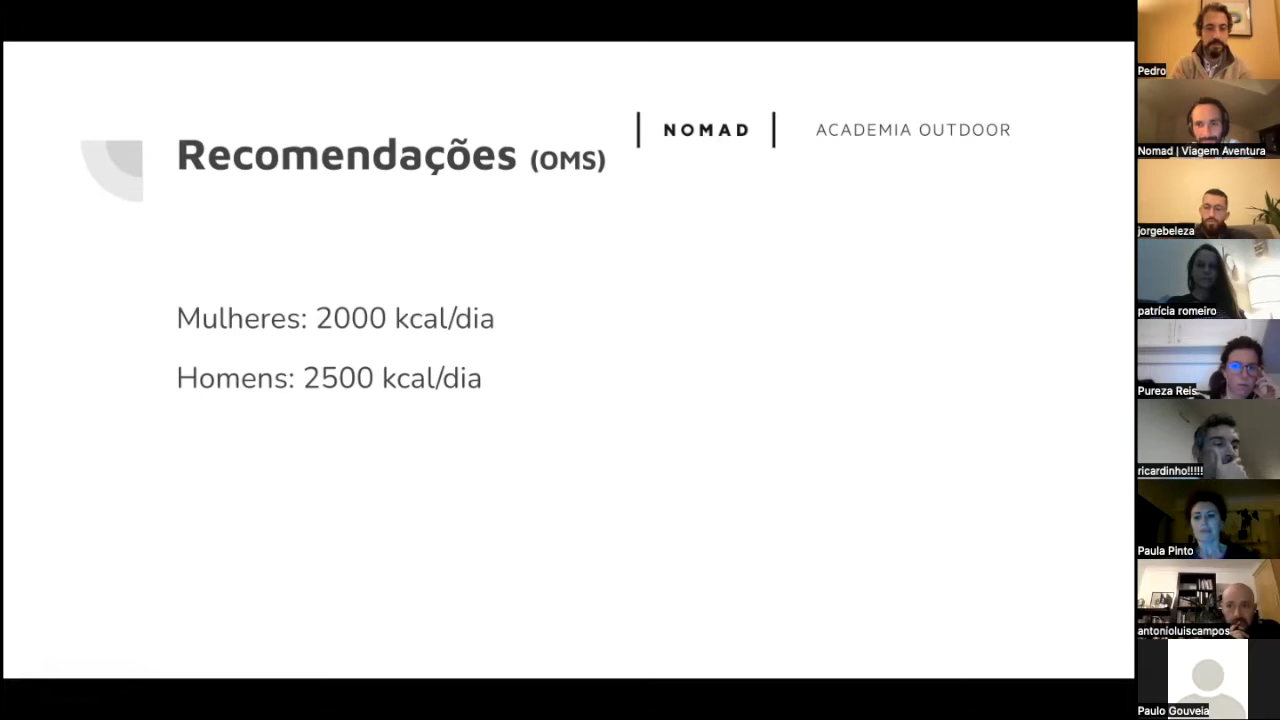 Recomendações (OMS)
| NOMAD | ACADEMIA OUTDOOR
Mulheres: 2000 kcal/dia
Homens: 2500 kcal/dia
Pedro
Nomad | Viagem Aventura
jorgebeleza
patrícia romeiro
Pureza Reis
ricardinho!!!!!
Paula Pinto
antonioluiscampos
Paulo Gouveia